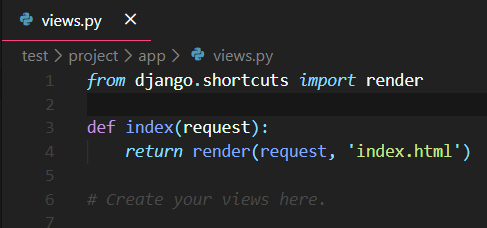 views.py ×
test > project > app > views.py
1 from django.shortcuts import render
2
3 def index(request):
4     return render(request, 'index.html')
5
6 # Create your views here.
7